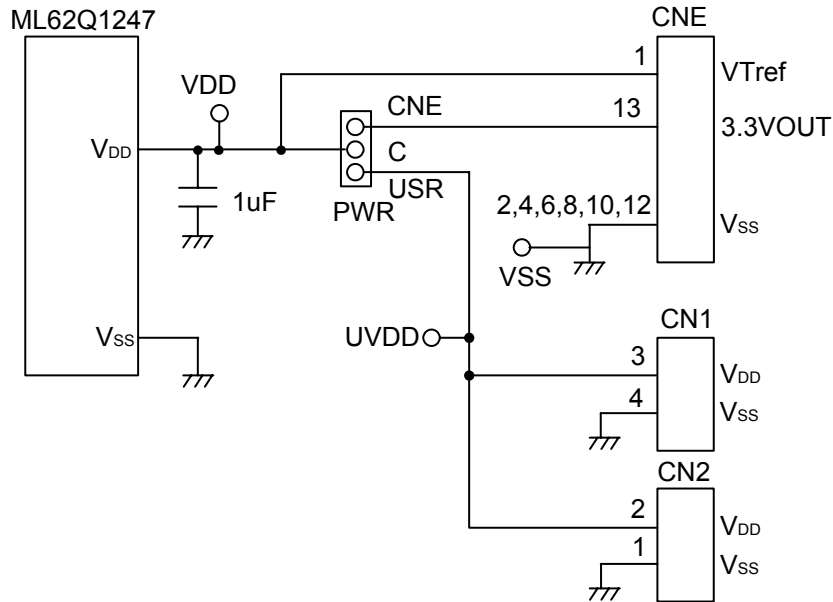 ML62Q1247
CNE
VDD
1
VTref
CNE
13
3.3VOUT
VDD
C
1uF
USR
PWR
2,4,6,8,10,12
VSS
VSS
VSS
UVDD
CN1
3
VDD
4
VSS
CN2
2
VDD
1
VSS